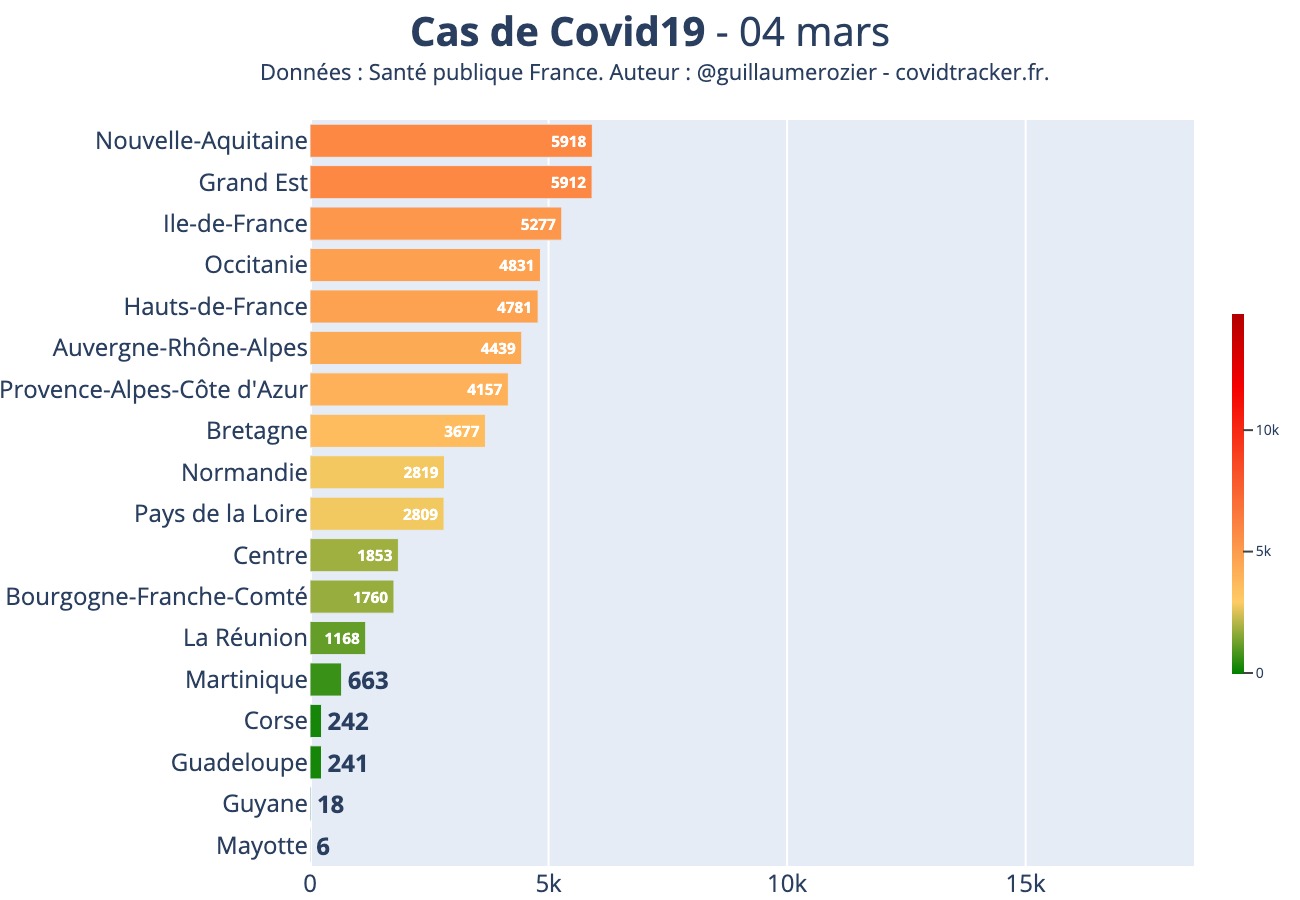 Cas de Covid19 - 04 mars
Données : Santé publique France. Auteur : @guillaumerozier - covidtracker.fr.
Nouvelle-Aquitaine 5918
Grand Est 5912
Ile-de-France 5277
Occitanie 4831
Hauts-de-France 4781
Auvergne-Rhône-Alpes 4439
Provence-Alpes-Côte d'Azur 4157
Bretagne 3677
Normandie 2819
Pays de la Loire 2809
Centre 1853
Bourgogne-Franche-Comté 1760
La Réunion 1168
Martinique 663
Corse 242
Guadeloupe 241
Guyane 18
Mayotte 6
0 5k 10k 15k
10k
5k
0